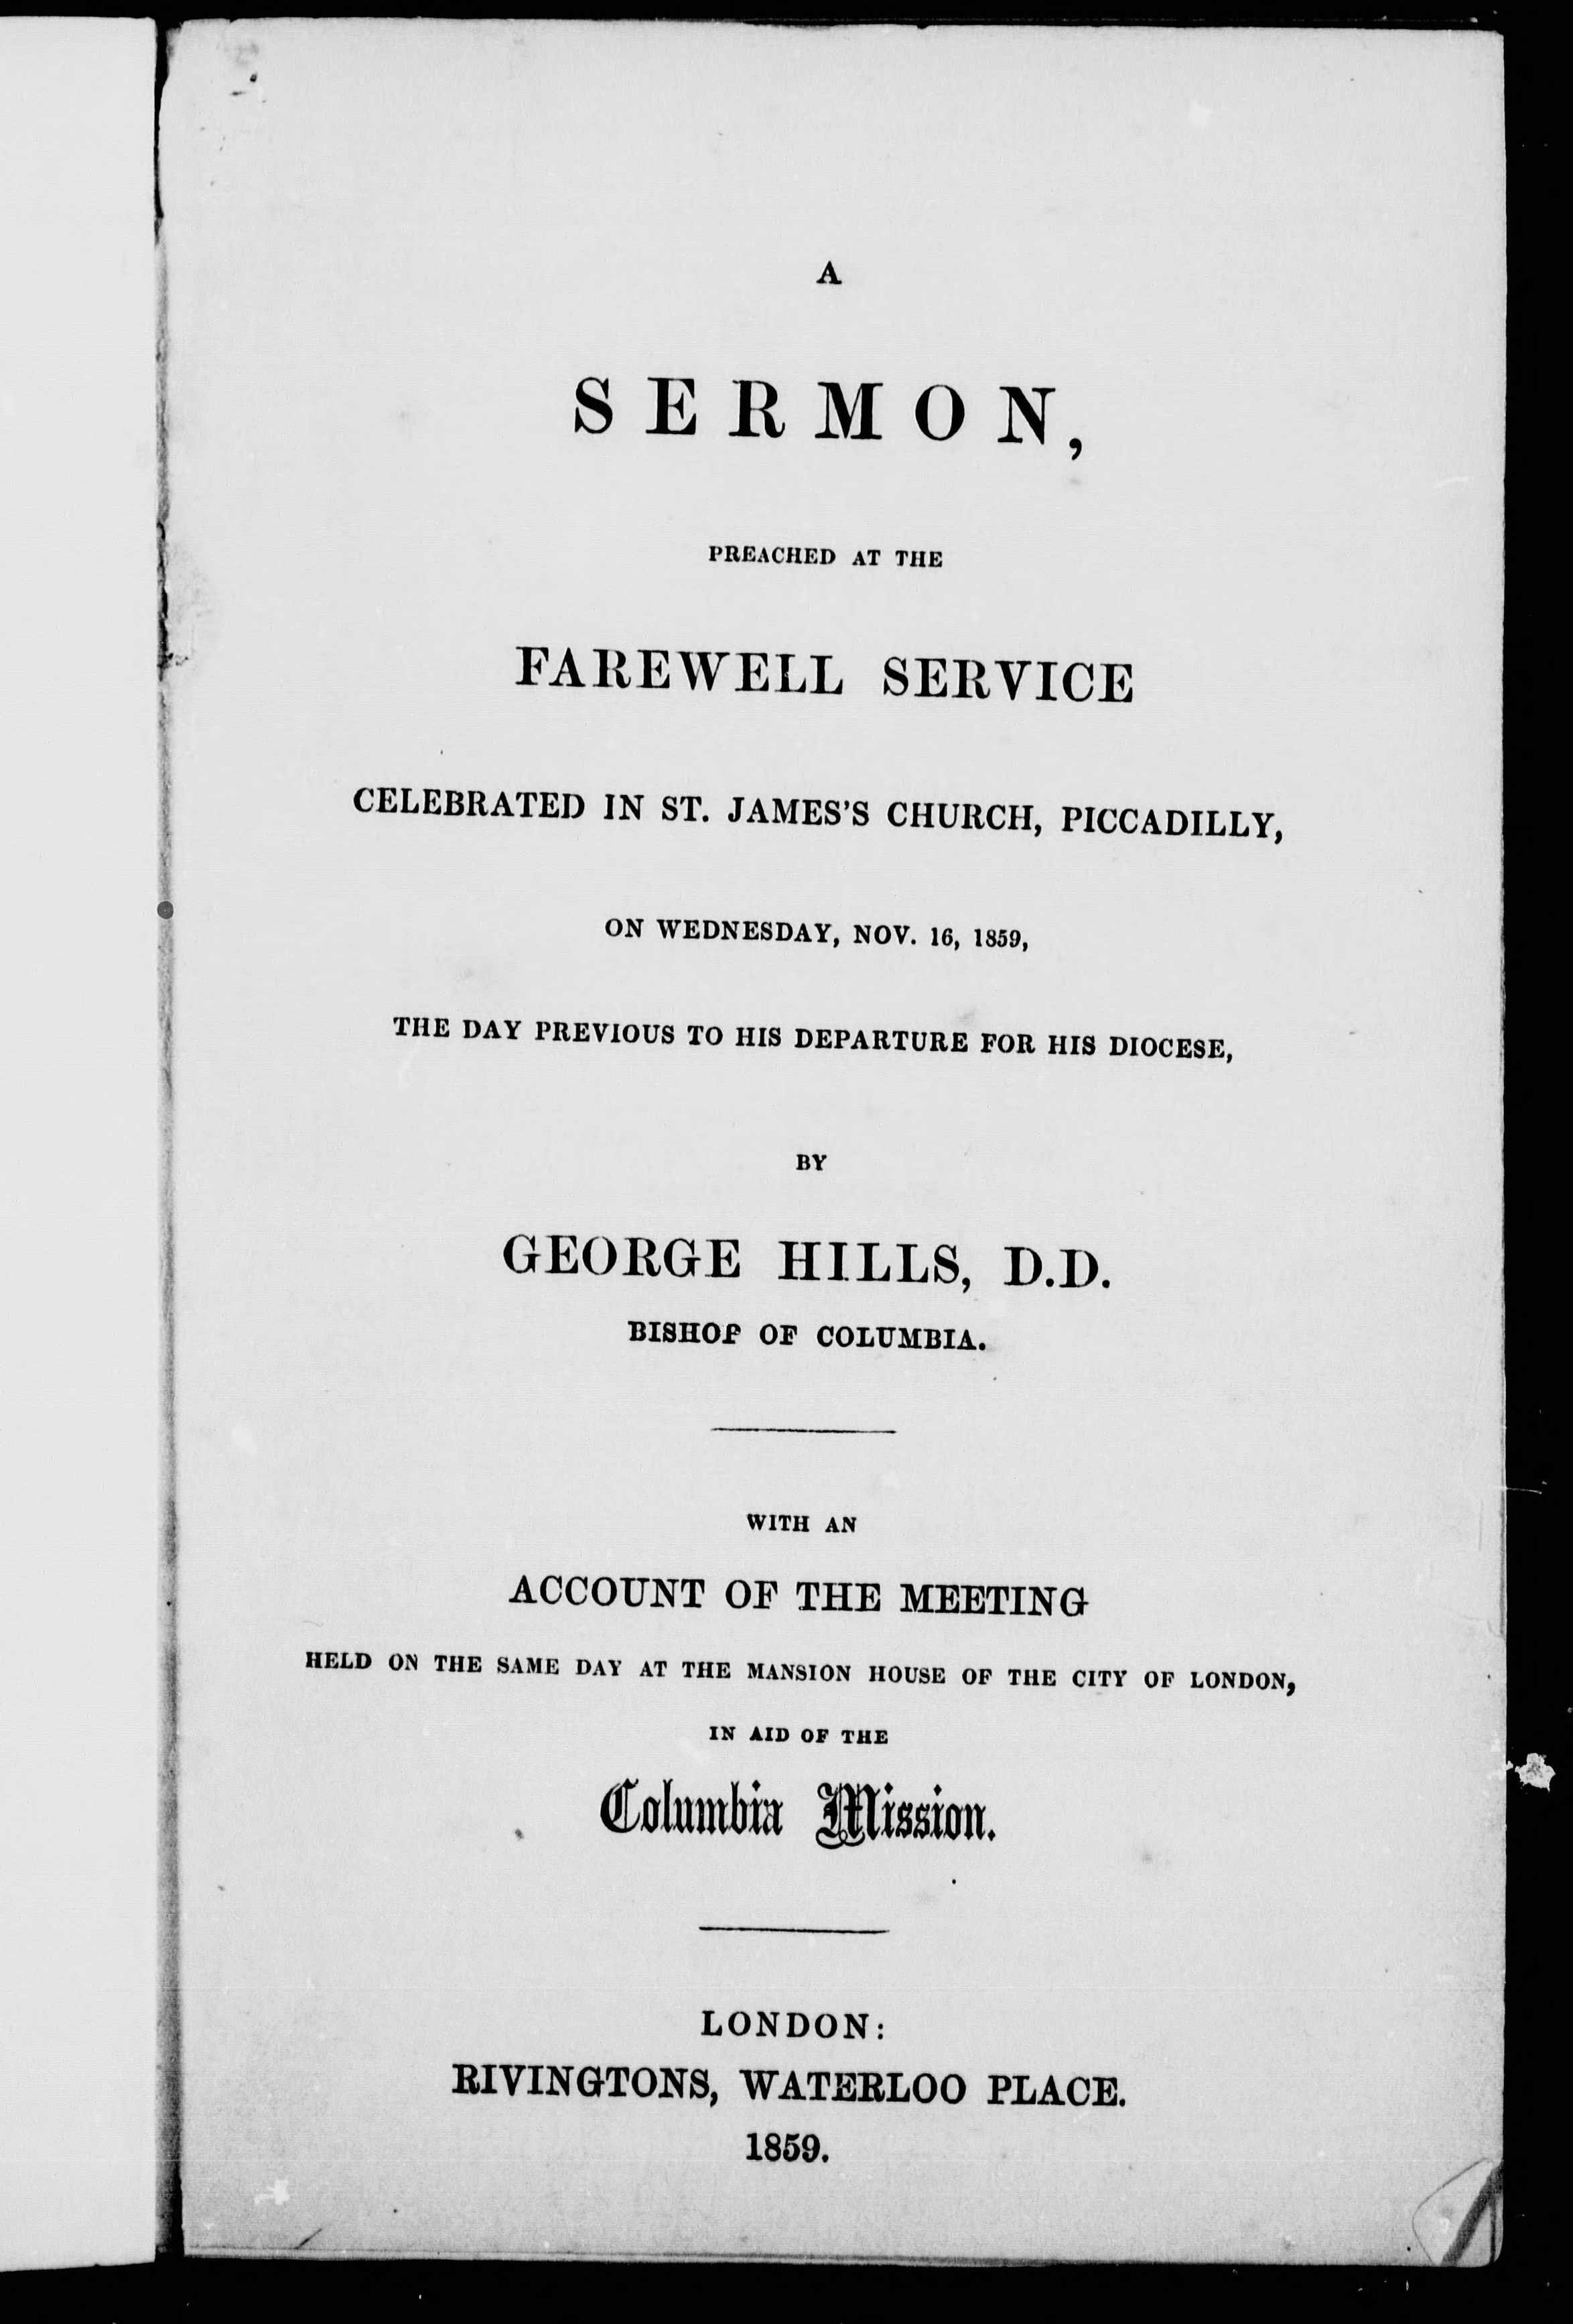 A
SERMON,
PREACHED AT THE
FAREWELL SERVICE
CELEBRATED IN ST. JAMES'S CHURCH, PICCADILLY,
ON WEDNESDAY, NOV. 16, 1859,
THE DAY PREVIOUS TO HIS DEPARTURE FOR HIS DIOCESE,
BY
GEORGE HILLS, D.D.
BISHOP OF COLUMBIA.
WITH AN
ACCOUNT OF THE MEETING
HELD ON THE SAME DAY AT THE MANSION HOUSE OF THE CITY OF LONDON,
IN AID OF THE
Columbia Mission.
LONDON:
RIVINGTONS, WATERLOO PLACE.
1859.